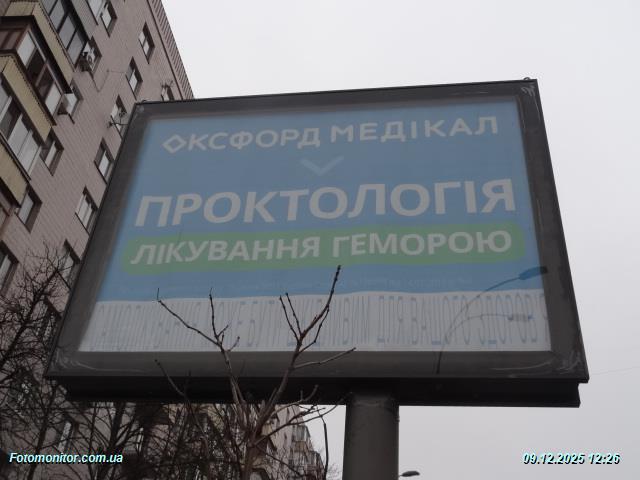 ОКСФОРД МЕДІКАЛ
ПРОКТОЛОГІЯ
ЛІКУВАННЯ ГЕМОРОЮ
Fotomonitor.com.ua
09.12.2025 12:26